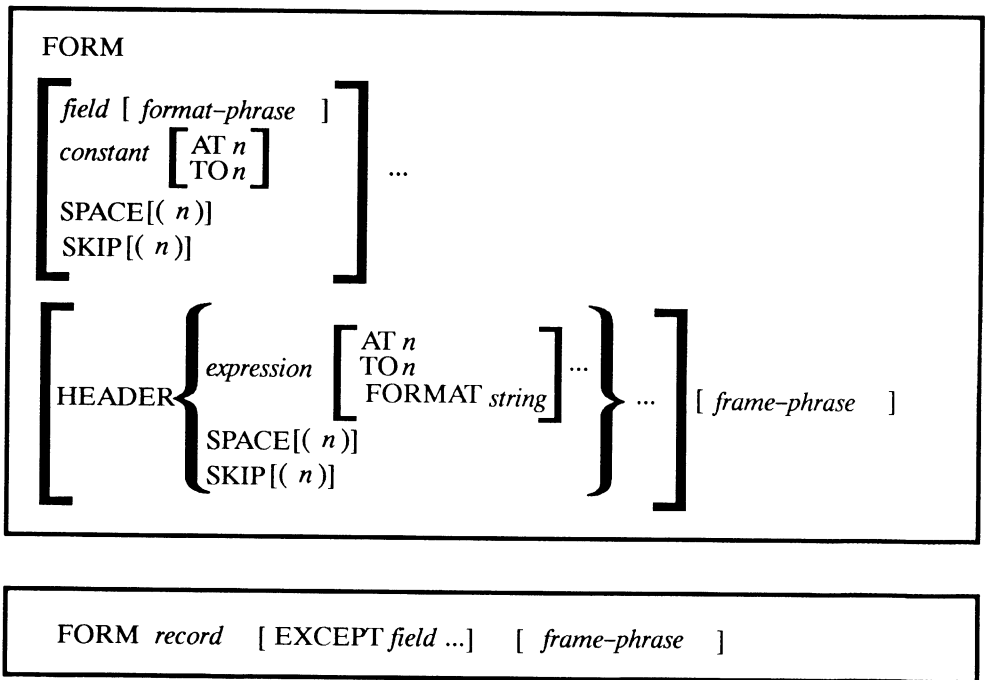 FORM
field [ format-phrase ]
constant [ AT n
TO n ]
...
SPACE[( n )]
SKIP[( n )]
HEADER
expression
AT n
TO n
FORMAT string
...
SPACE[( n )]
SKIP[( n )]
...
[ frame-phrase ]
FORM record [ EXCEPT field ...] [ frame-phrase ]